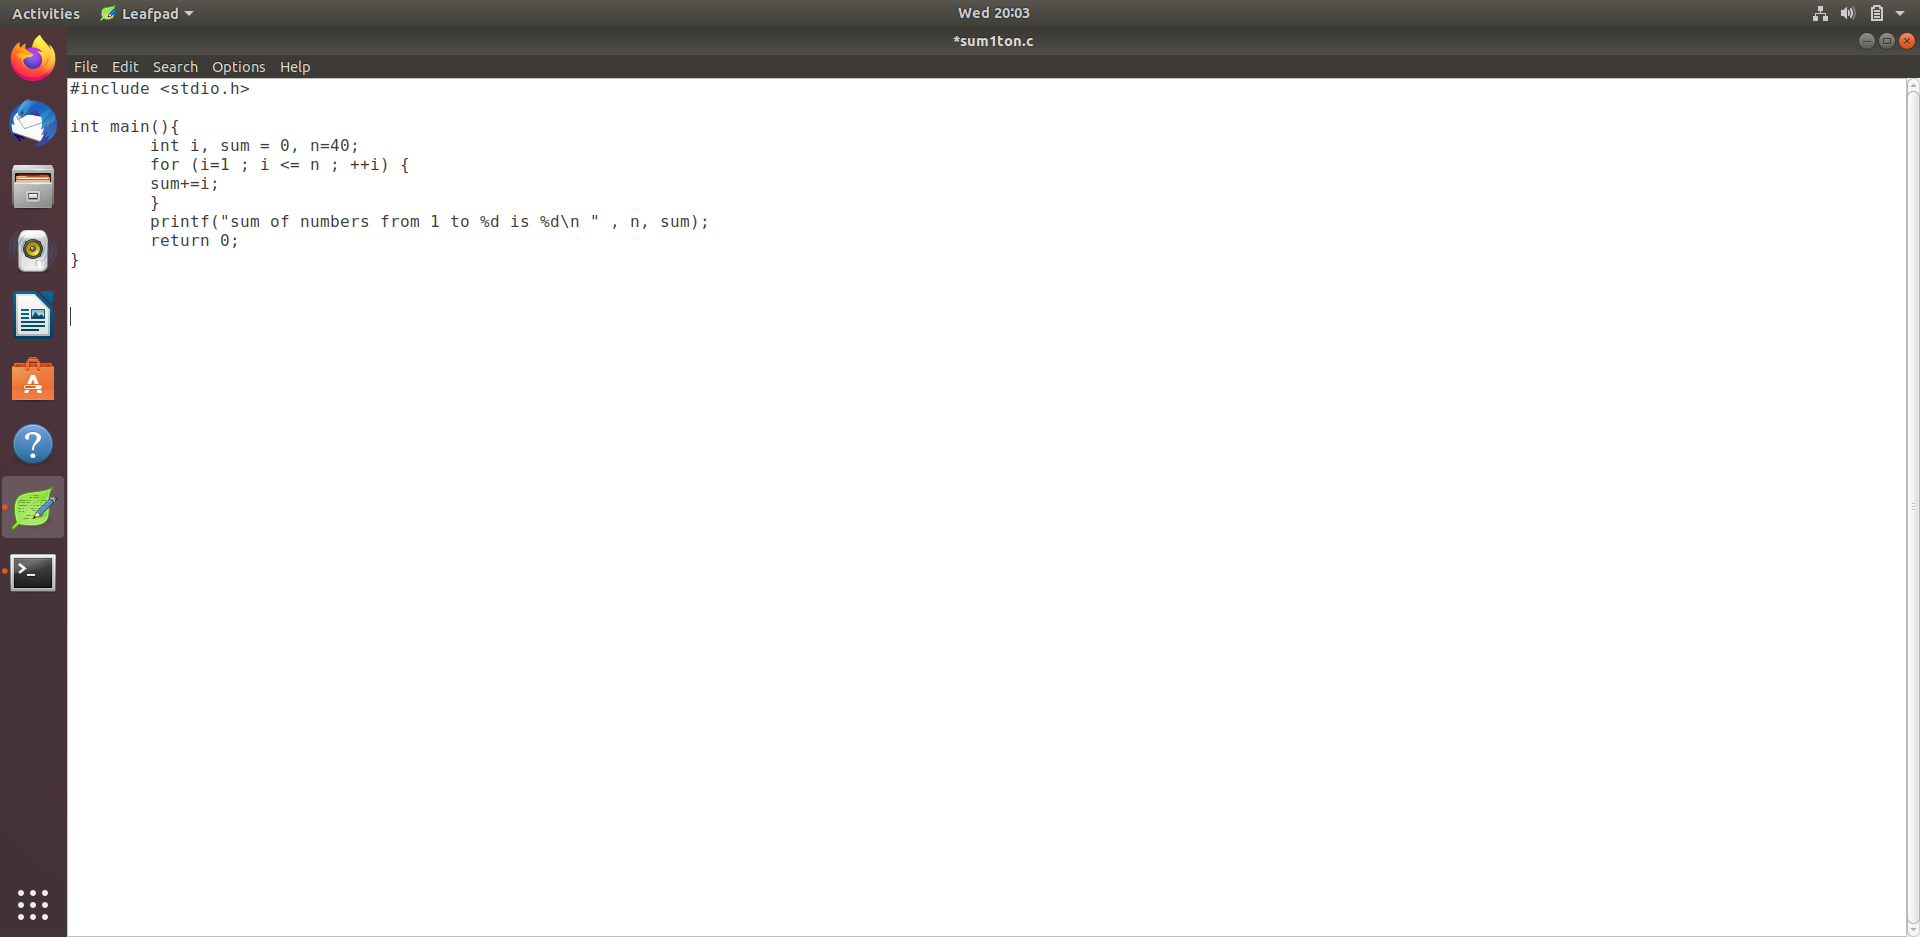 Activities Leafpad Wed 20:03
*sum1ton.c
File Edit Search Options Help
#include <stdio.h>
int main(){
int i, sum = 0, n=40;
for (i=1 ; i <= n ; ++i) {
sum+=i;
}
printf("sum of numbers from 1 to %d is %d\n " , n, sum);
return 0;
}